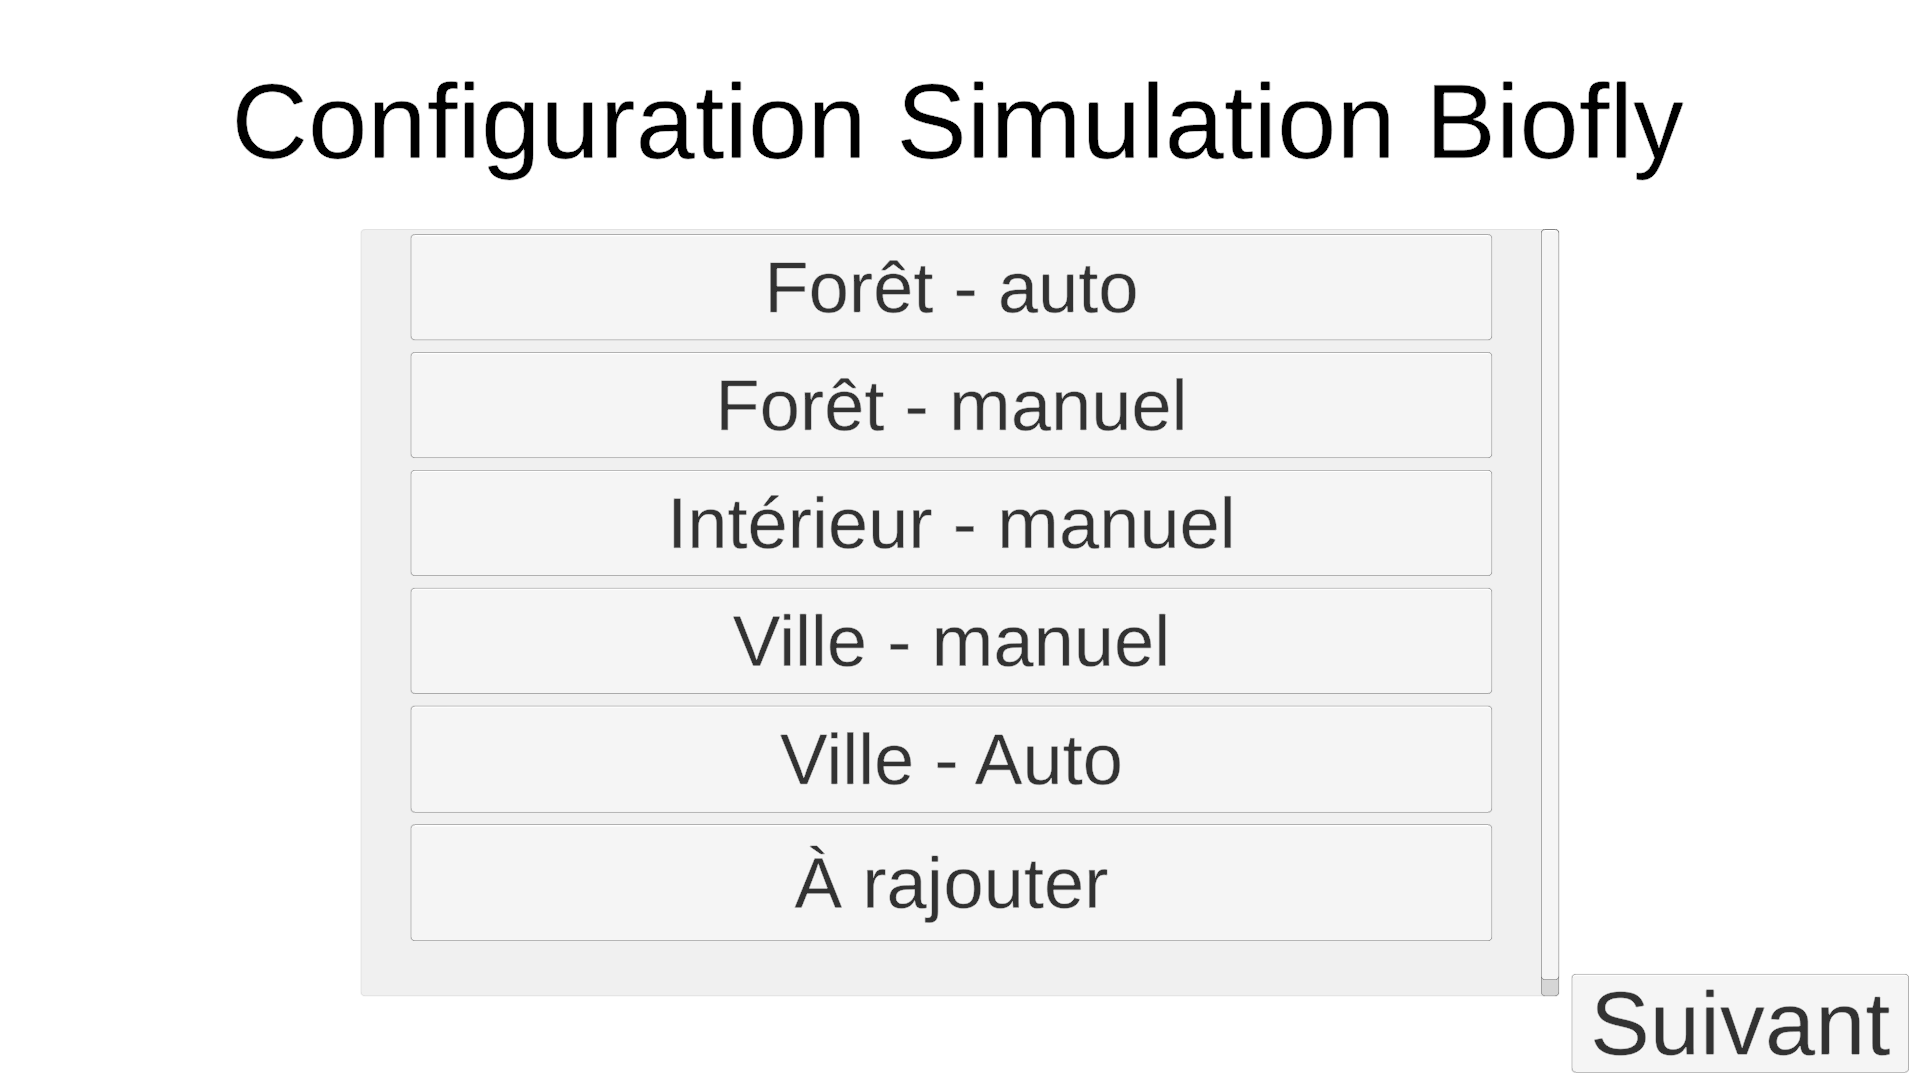 Configuration Simulation Biofly
Forêt - auto
Forêt - manuel
Intérieur - manuel
Ville - manuel
Ville - Auto
À rajouter
Suivant